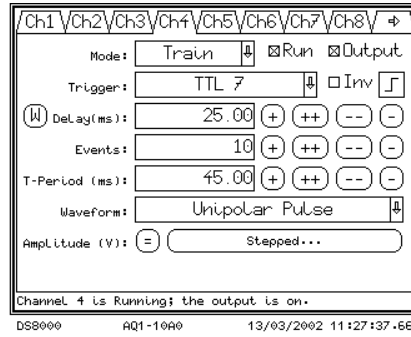 Ch1 Ch2 Ch3 Ch4 Ch5 Ch6 Ch7 Ch8
Mode: Train Run Output
Trigger: TTL 7 Inv
W Delay(ms): 25.00 + ++ -- -
Events: 10 + ++ -- -
T-Period (ms): 45.00 + ++ -- -
Waveform: Unipolar Pulse
Amplitude (V): = Stepped...
Channel 4 is Running; the output is on.
DS8000 AQ1-10A0 13/03/2002 11:27:37.66